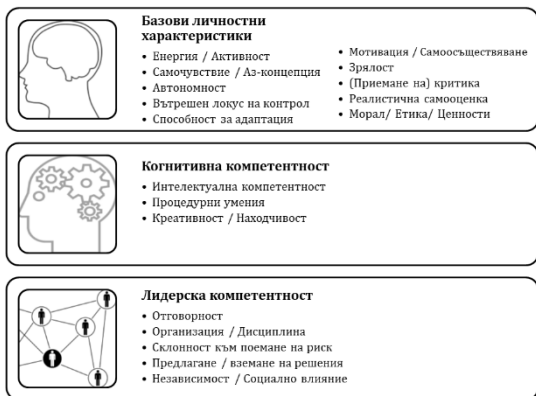 Базови личностни
характеристики
• Енергия / Активност
• Самочувствие / Аз-концепция
• Автономност
• Вътрешен локус на контрол
• Способност за адаптация
• Мотивация / Самоосъществяване
• Зрялост
• (Приемане на) критика
• Реалистична самооценка
• Морал/ Етика/ Ценности
Когнитивна компетентност
• Интелектуална компетентност
• Процедурни умения
• Креативност / Находчивост
Лидерска компетентност
• Отговорност
• Организация / Дисциплина
• Склонност към поемане на риск
• Предлагане / вземане на решения
• Независимост / Социално влияние